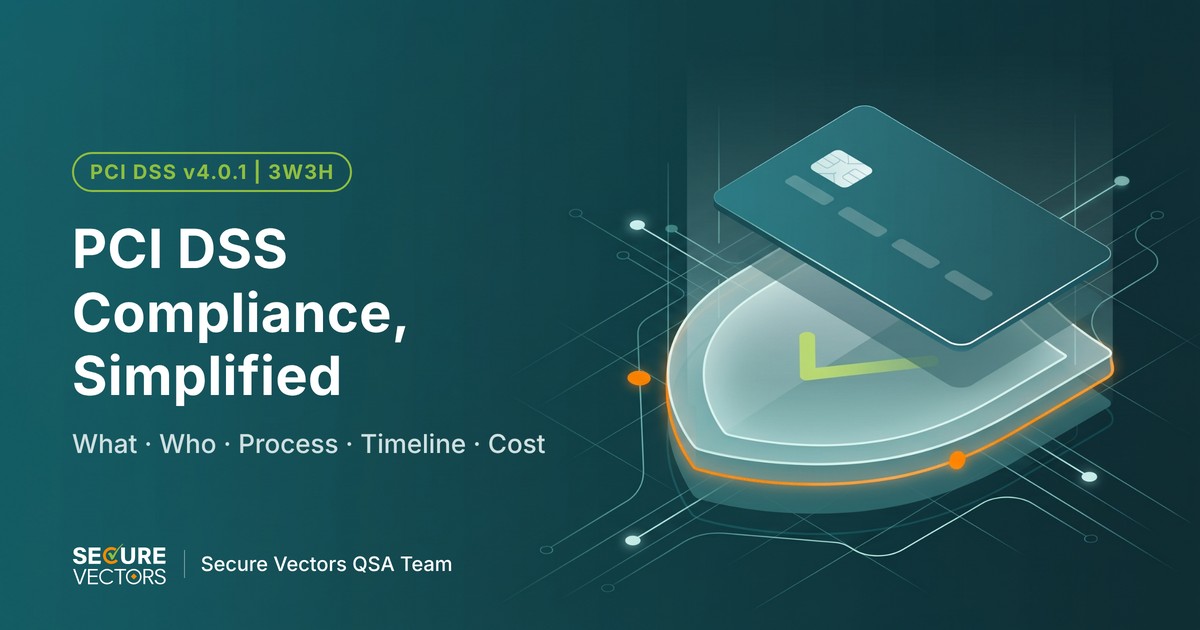 PCI DSS v4.0.1 | 3W3H
PCI DSS
Compliance,
Simplified
What · Who · Process · Timeline · Cost
SECURE
VECTORS
Secure Vectors QSA Team